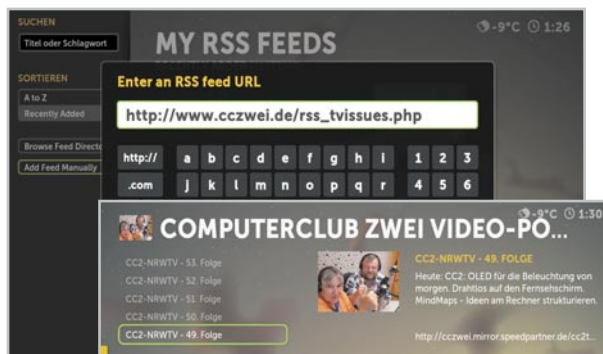 SUCHEN
Titel oder Schlagwort
SORTIEREN
A to Z
Recently Added
Browse Feed Directo
Add Feed Manually
MY RSS FEEDS
-9°C 1:26
Enter an RSS feed URL
http://www.cczwei.de/rss_tvissues.php
http:// a b c d e f g h i 1 2 3
.com j k l m n o p q r 4 5 6
-9°C 1:30
COMPUTERCLUB ZWEI VIDEO-PO...
CC2-NRWTV - 53. Folge
CC2-NRWTV - 52. Folge
CC2-NRWTV - 51. Folge
CC2-NRWTV - 50. Folge
CC2-NRWTV - 49. Folge
CC2-NRWTV - 49. FOLGE
Heute: CC2: OLED für die Beleuchtung von
morgen. Drahtlos auf den Fernsehschirm.
MindMaps - Ideen am Rechner strukturieren.
http://cczwei.mirror.speedpartner.de/cc2t...